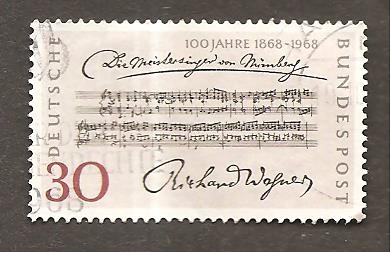 100 JAHRE 1868-1968
Die Meistersinger von Nürnberg
DEUTSCHE
BUNDESPOST
30
Richard Wagner